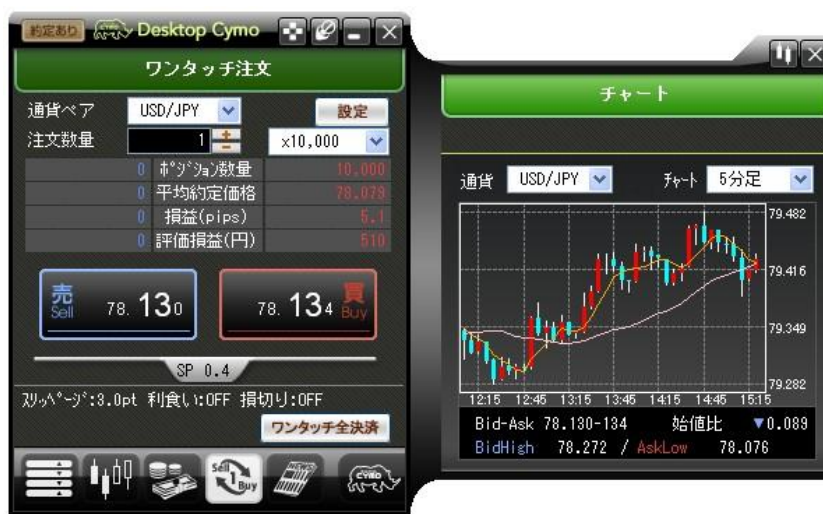 約定あり Desktop Cymo
ワンタッチ注文
通貨ペア USD/JPY 設定
注文数量 1 x10,000
0 ﾎﾟｼﾞｼｮﾝ数量 10,000
0 平均約定価格 78.079
0 損益(pips) 5.1
0 評価損益(円) 510
売 Sell 78.130
78.134 買 Buy
SP 0.4
ｽﾘｯﾍﾟｰｼﾞ:3.0pt 利食い:OFF 損切り:OFF
ワンタッチ全決済
Sell 1 Buy
CYMO
チャート
通貨 USD/JPY ﾁｬｰﾄ 5分足
79.482
79.416
79.349
79.282
12:15 12:45 13:15 13:45 14:15 14:45 15:15
Bid-Ask 78.130-134 始値比 ▼0.089
BidHigh 78.272 / AskLow 78.076